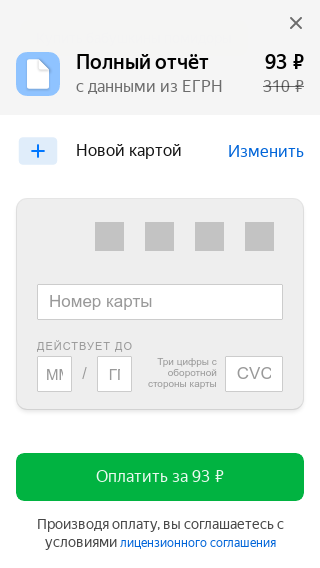 Полный отчёт 93 ₽
с данными из ЕГРН 310 ₽
Новой картой Изменить
Номер карты
ДЕЙСТВУЕТ ДО
Три цифры с
оборотной
стороны карты
ММ / ГГ CVC
Оплатить за 93 ₽
Производя оплату, вы соглашаетесь с
условиями лицензионного соглашения